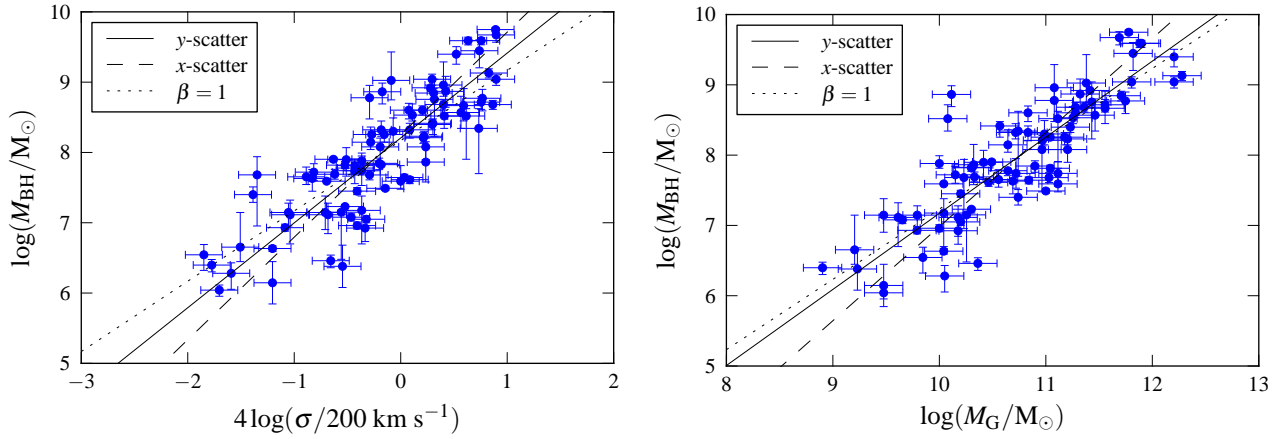 10
9
8
7
6
5
log(M_BH/M_⊙)
y-scatter
x-scatter
β = 1
−3
−2
−1
0
1
2
4 log(σ/200 km s⁻¹)
10
9
8
7
6
5
log(M_BH/M_⊙)
y-scatter
x-scatter
β = 1
8
9
10
11
12
13
log(M_G/M_⊙)